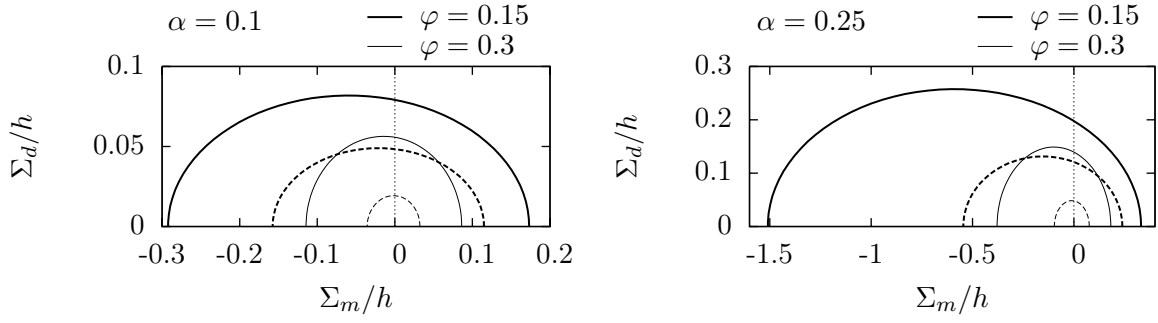 α = 0.1
φ = 0.15
φ = 0.3
0.1
0.05
0
Σd/h
-0.3 -0.2 -0.1 0 0.1 0.2
Σm/h
α = 0.25
φ = 0.15
φ = 0.3
0.3
0.2
0.1
0
Σd/h
-1.5 -1 -0.5 0
Σm/h